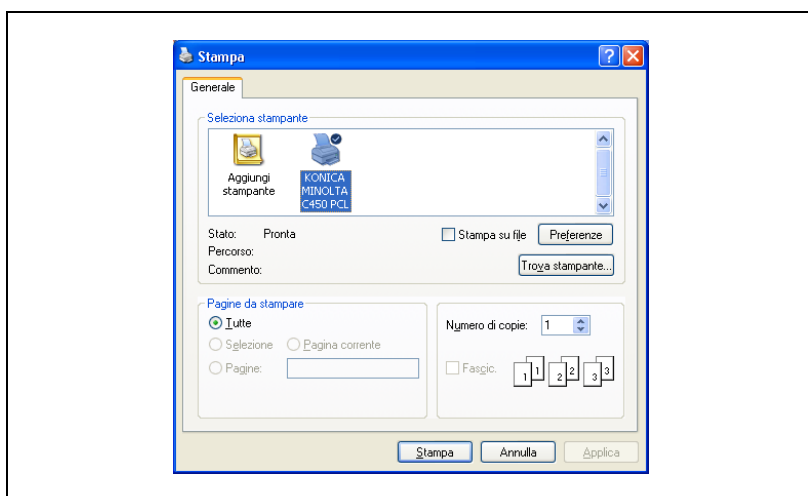 Stampa
Generale
Seleziona stampante
Aggiungi stampante
KONICA MINOLTA C450 PCL
Stato: Pronta
Percorso:
Commento:
Stampa su file
Preferenze
Trova stampante...
Pagine da stampare
Tutte
Selezione Pagina corrente
Pagine:
Numero di copie: 1
Fascic.
1 1 2 2 3 3
Stampa Annulla Applica